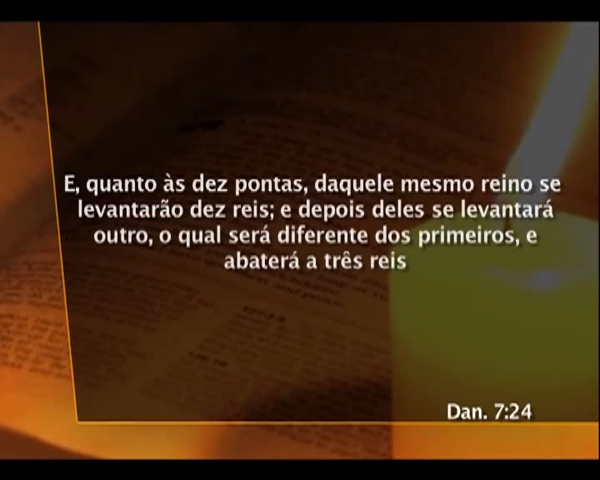 E, quanto às dez pontas, daquele mesmo reino se
levantarão dez reis; e depois deles se levantará
outro, o qual será diferente dos primeiros, e
abaterá a três reis
Dan. 7:24